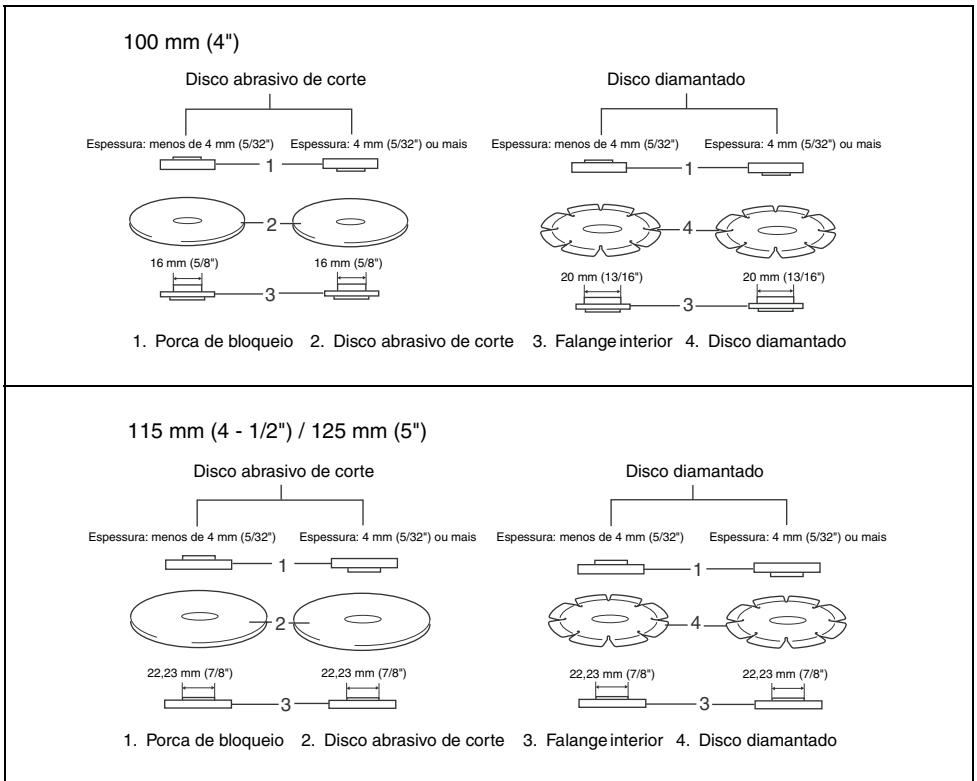 100 mm (4")
Disco abrasivo de corte
Disco diamantado
Espessura: menos de 4 mm (5/32")
Espessura: 4 mm (5/32") ou mais
Espessura: menos de 4 mm (5/32")
Espessura: 4 mm (5/32") ou mais
1
1
2
4
16 mm (5/8")
16 mm (5/8")
20 mm (13/16")
20 mm (13/16")
3
3
1. Porca de bloqueio 2. Disco abrasivo de corte 3. Falange interior 4. Disco diamantado
115 mm (4 - 1/2") / 125 mm (5")
Disco abrasivo de corte
Disco diamantado
Espessura: menos de 4 mm (5/32")
Espessura: 4 mm (5/32") ou mais
Espessura: menos de 4 mm (5/32")
Espessura: 4 mm (5/32") ou mais
1
1
2
4
22,23 mm (7/8")
22,23 mm (7/8")
22,23 mm (7/8")
22,23 mm (7/8")
3
3
1. Porca de bloqueio 2. Disco abrasivo de corte 3. Falange interior 4. Disco diamantado